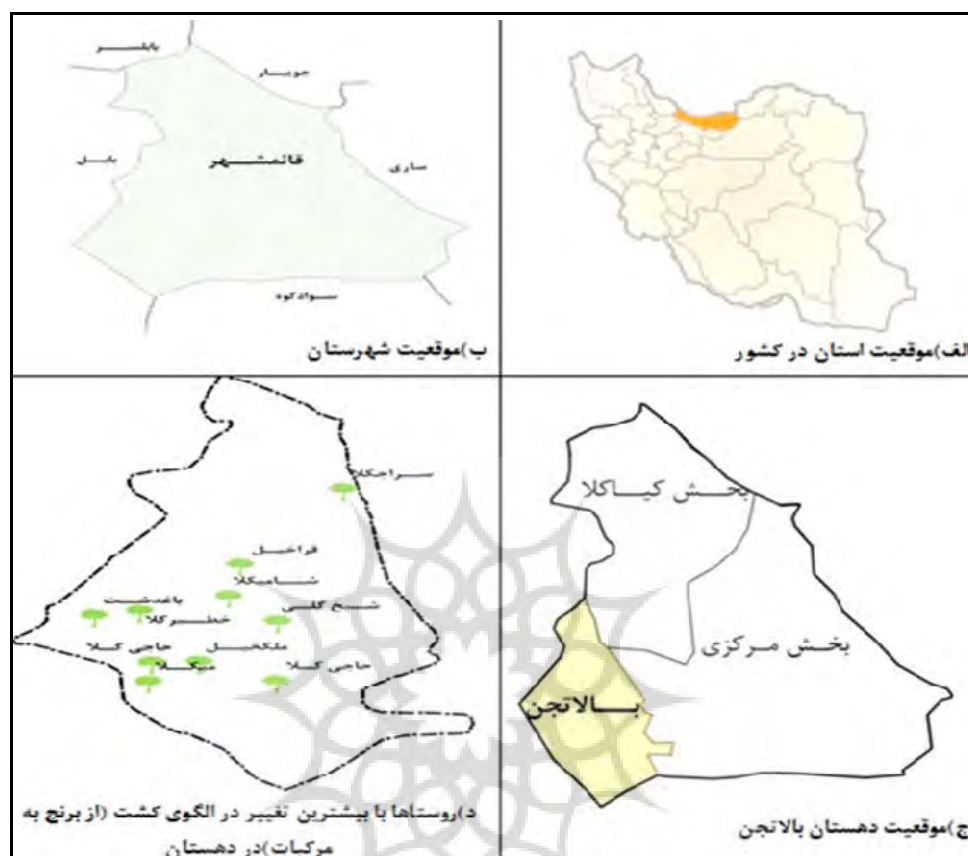 الف)موقعیت استان در کشور
بابلسر
جویبار
بابل
قائمشهر
ساری
سوادکوه
ب)موقعیت شهرستان
بخش کیاکلا
بخش مرکزی
بالاتجن
ج)موقعیت دهستان بالاتجن
سراجکلا
قراخیل
شامیکلا
باغدشت
خطیرکلا
شیخ کلی
حاجی کلا
ملکخیل
میکلا
حاجی کلا
د)روستاها با بیشترین تغییر در الگوی کشت (از برنج به
مرکبات)در دهستان